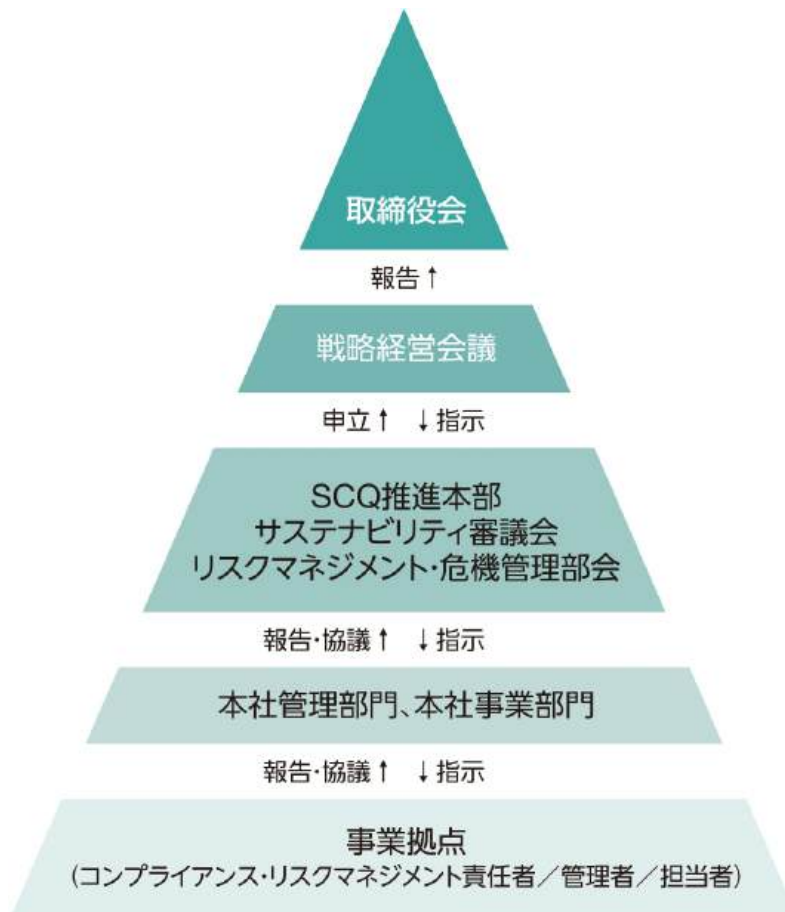 取締役会
報告↑
戦略経営会議
申立↑ ↓指示
SCQ推進本部
サステナビリティ審議会
リスクマネジメント・危機管理部会
報告・協議↑ ↓指示
本社管理部門、本社事業部門
報告・協議↑ ↓指示
事業拠点
(コンプライアンス・リスクマネジメント責任者／管理者／担当者)